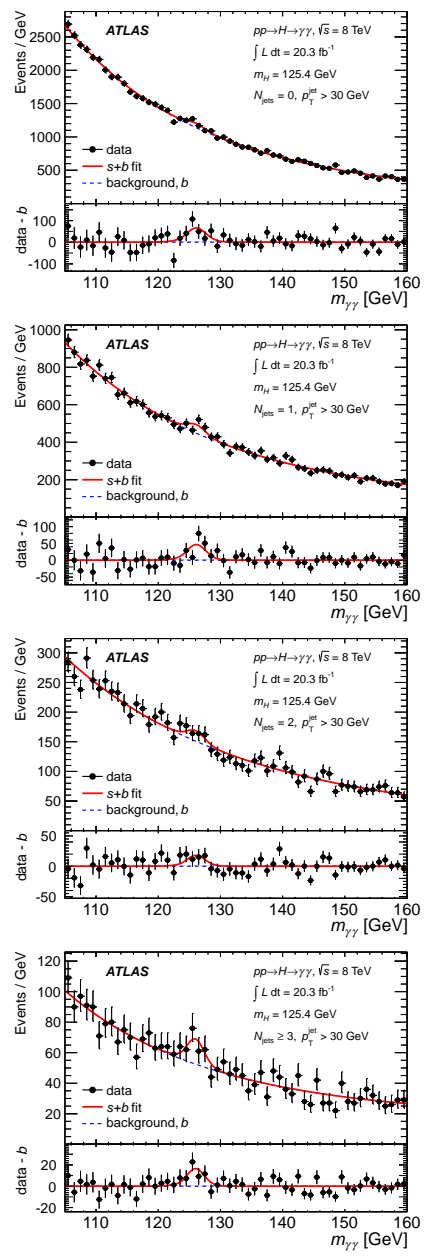 Events / GeV
2500
2000
1500
1000
500
ATLAS
pp→H→γγ, √s = 8 TeV
∫ L dt = 20.3 fb⁻¹
m_H = 125.4 GeV
N_jets = 0, p_T^jet > 30 GeV
data
s+b fit
background, b
data - b
100
0
-100
110 120 130 140 150 160
m_γγ [GeV]
Events / GeV
1000
800
600
400
200
ATLAS
pp→H→γγ, √s = 8 TeV
∫ L dt = 20.3 fb⁻¹
m_H = 125.4 GeV
N_jets = 1, p_T^jet > 30 GeV
data
s+b fit
background, b
data - b
100
50
0
-50
110 120 130 140 150 160
m_γγ [GeV]
Events / GeV
300
250
200
150
100
50
ATLAS
pp→H→γγ, √s = 8 TeV
∫ L dt = 20.3 fb⁻¹
m_H = 125.4 GeV
N_jets = 2, p_T^jet > 30 GeV
data
s+b fit
background, b
data - b
50
0
-50
110 120 130 140 150 160
m_γγ [GeV]
Events / GeV
120
100
80
60
40
20
ATLAS
pp→H→γγ, √s = 8 TeV
∫ L dt = 20.3 fb⁻¹
m_H = 125.4 GeV
N_jets ≥ 3, p_T^jet > 30 GeV
data
s+b fit
background, b
data - b
20
0
-20
110 120 130 140 150 160
m_γγ [GeV]